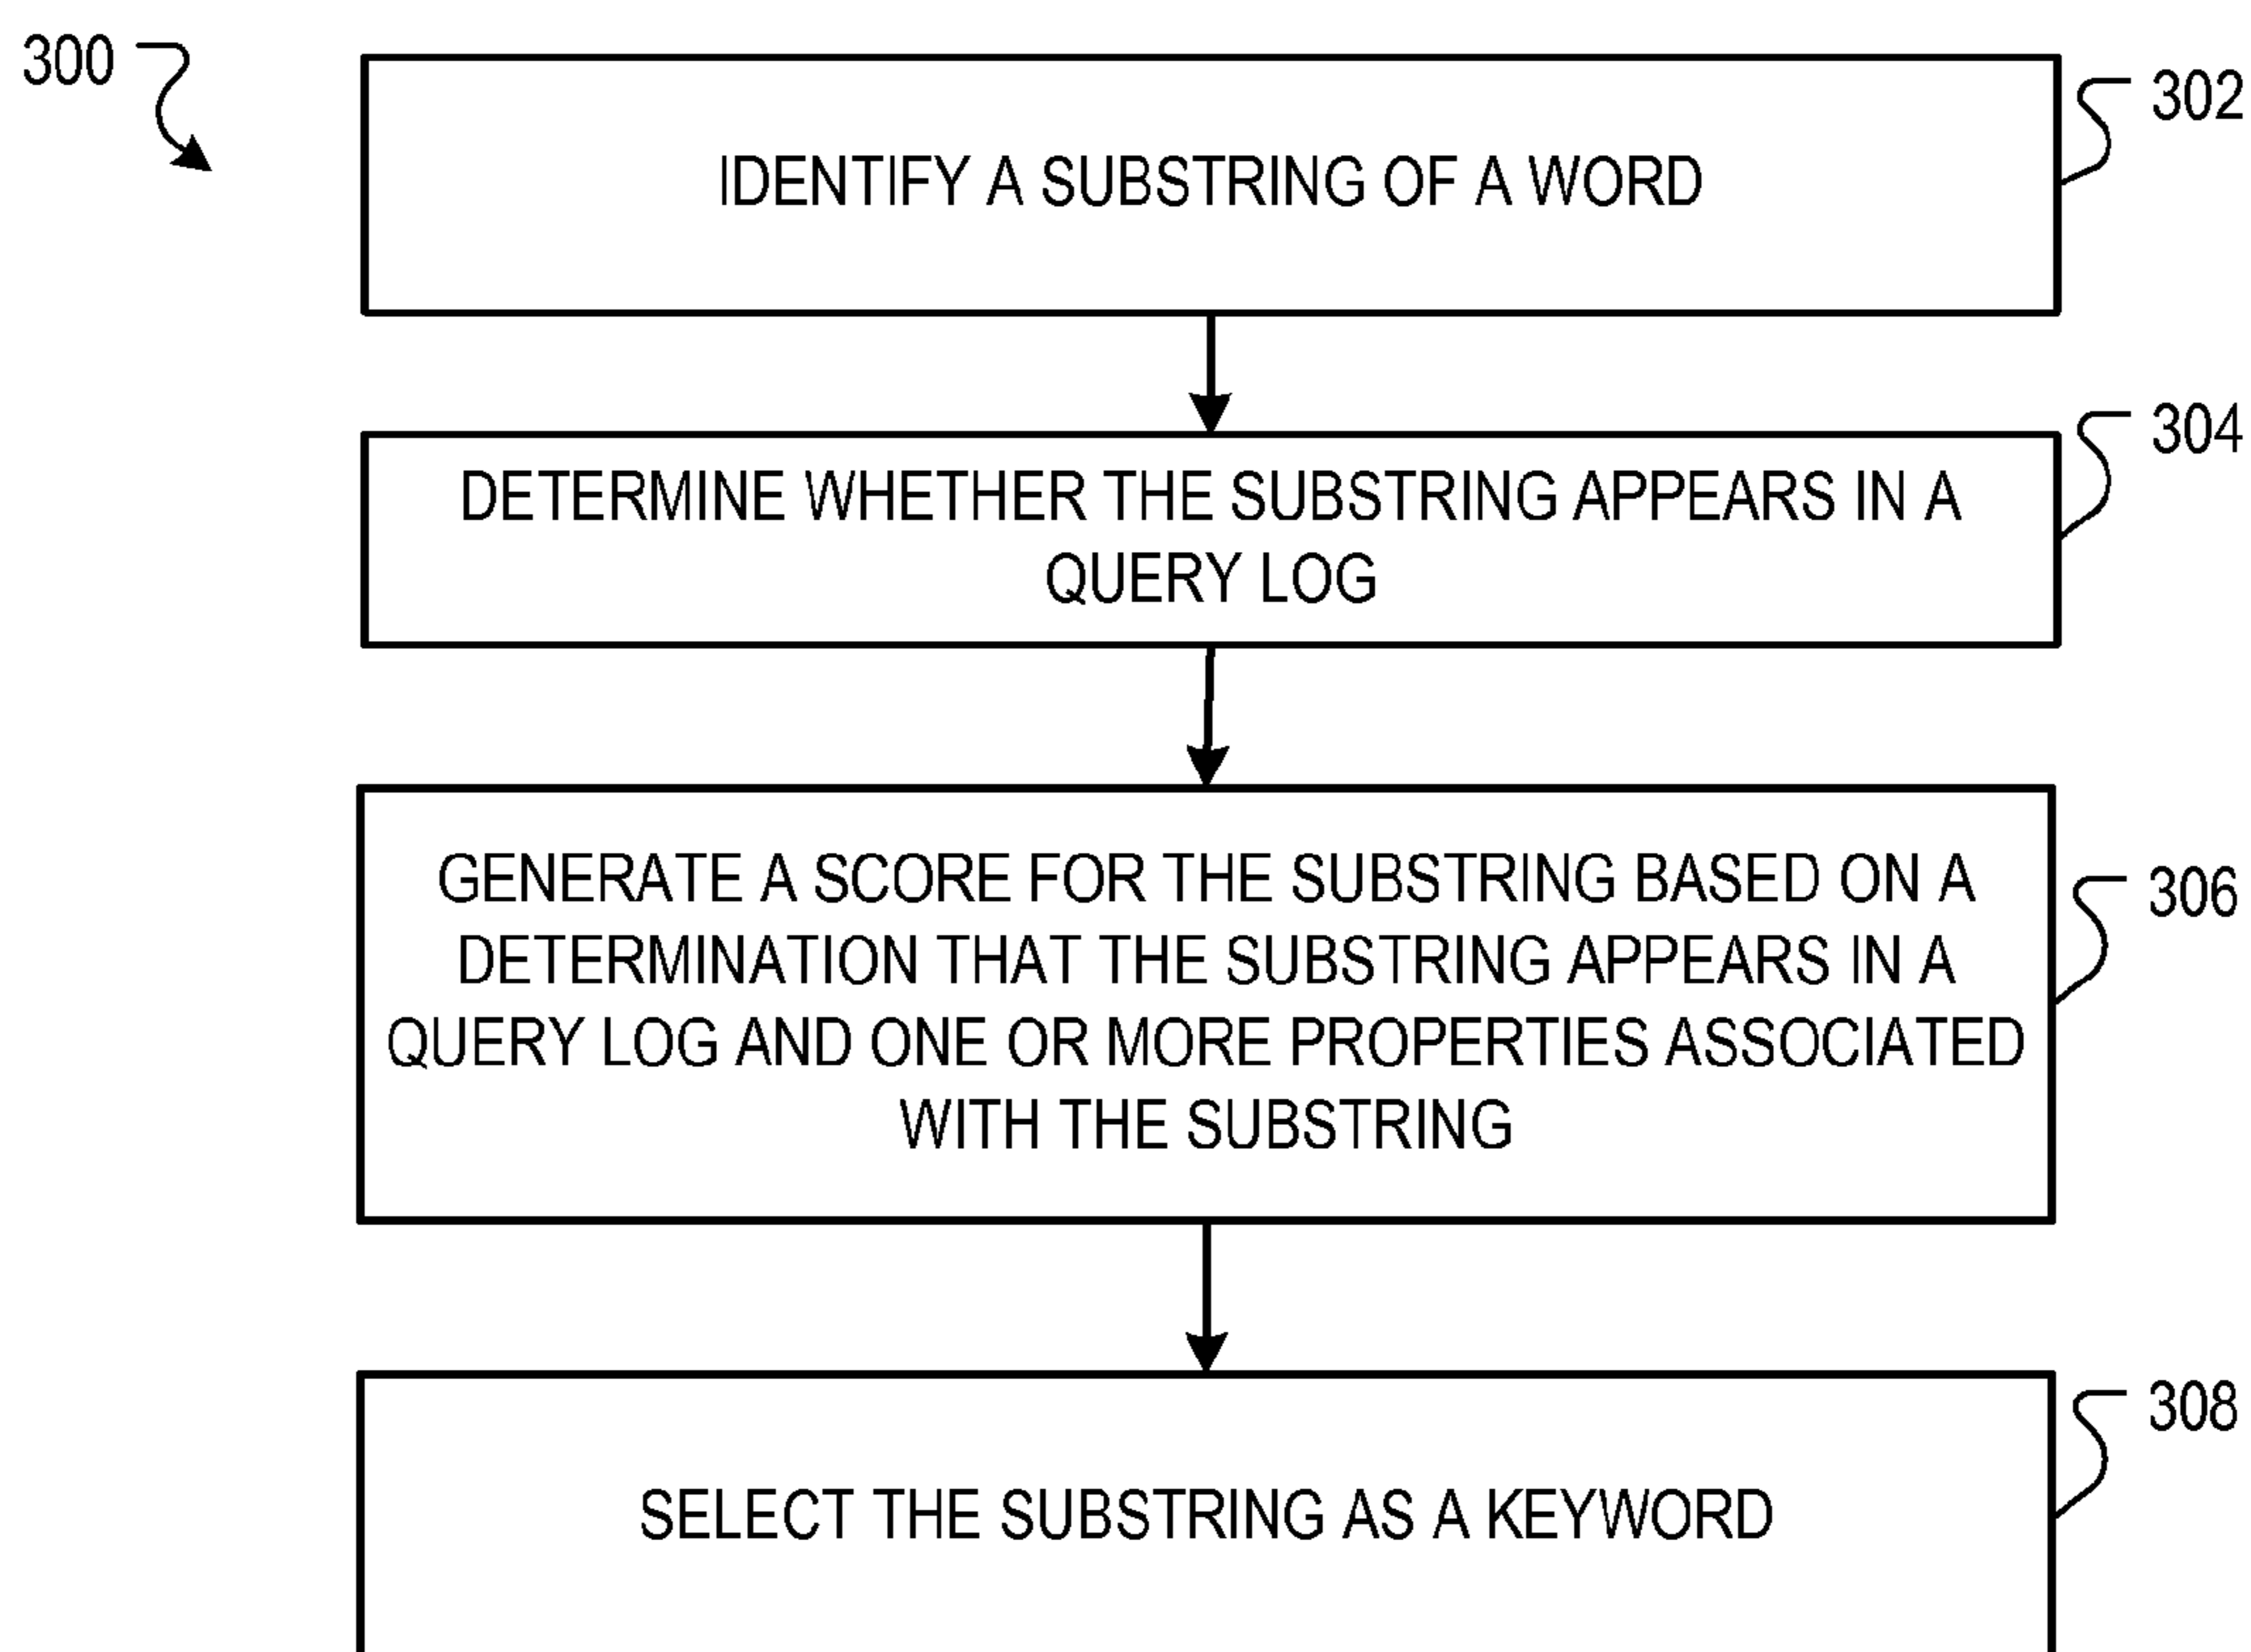 300
302
IDENTIFY A SUBSTRING OF A WORD
304
DETERMINE WHETHER THE SUBSTRING APPEARS IN A
QUERY LOG
306
GENERATE A SCORE FOR THE SUBSTRING BASED ON A
DETERMINATION THAT THE SUBSTRING APPEARS IN A
QUERY LOG AND ONE OR MORE PROPERTIES ASSOCIATED
WITH THE SUBSTRING
308
SELECT THE SUBSTRING AS A KEYWORD